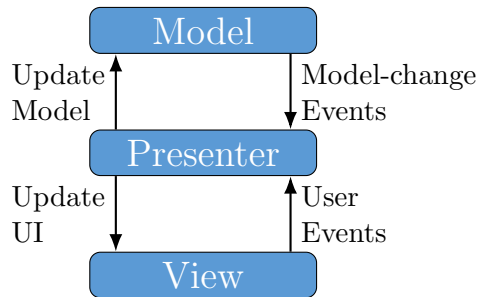 Model
Update
Model
Model-change
Events
Presenter
Update
UI
User
Events
View